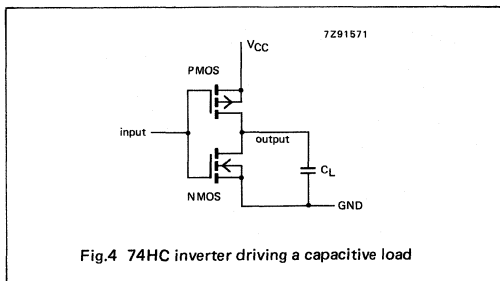 7Z91571
VCC
PMOS
input
output
CL
NMOS
GND
Fig.4 74HC inverter driving a capacitive load